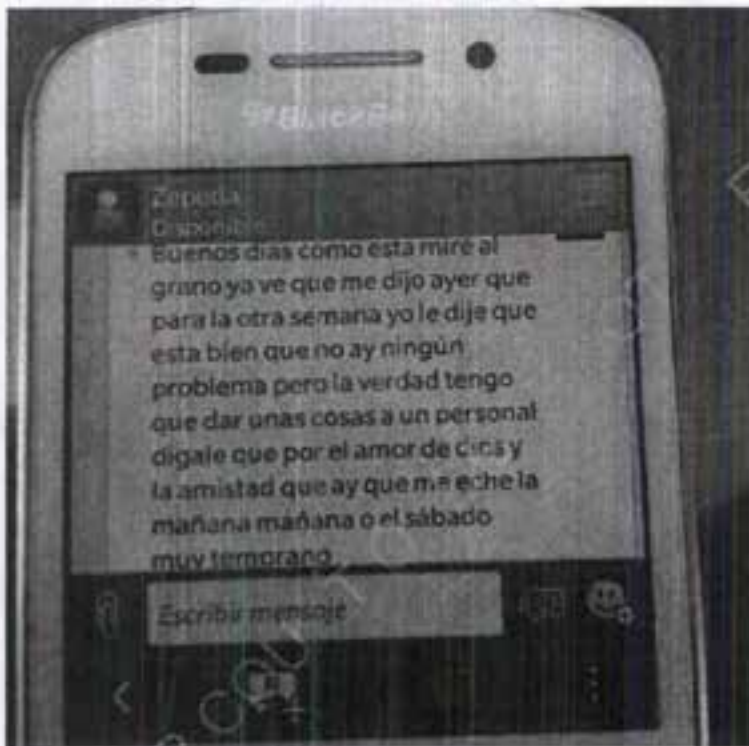 BlackBerry
Zepeda
Disponible
Buenos dias como esta mire al
grano ya ve que me dijo ayer que
para la otra semana yo le dije que
esta bien que no ay ningún
problema pero la verdad tengo
que dar unas cosas a un personal
digale que por el amor de dios y
la amistad que ay que me eche la
mañana mañana o el sábado
muy temprano
Escribir mensaje